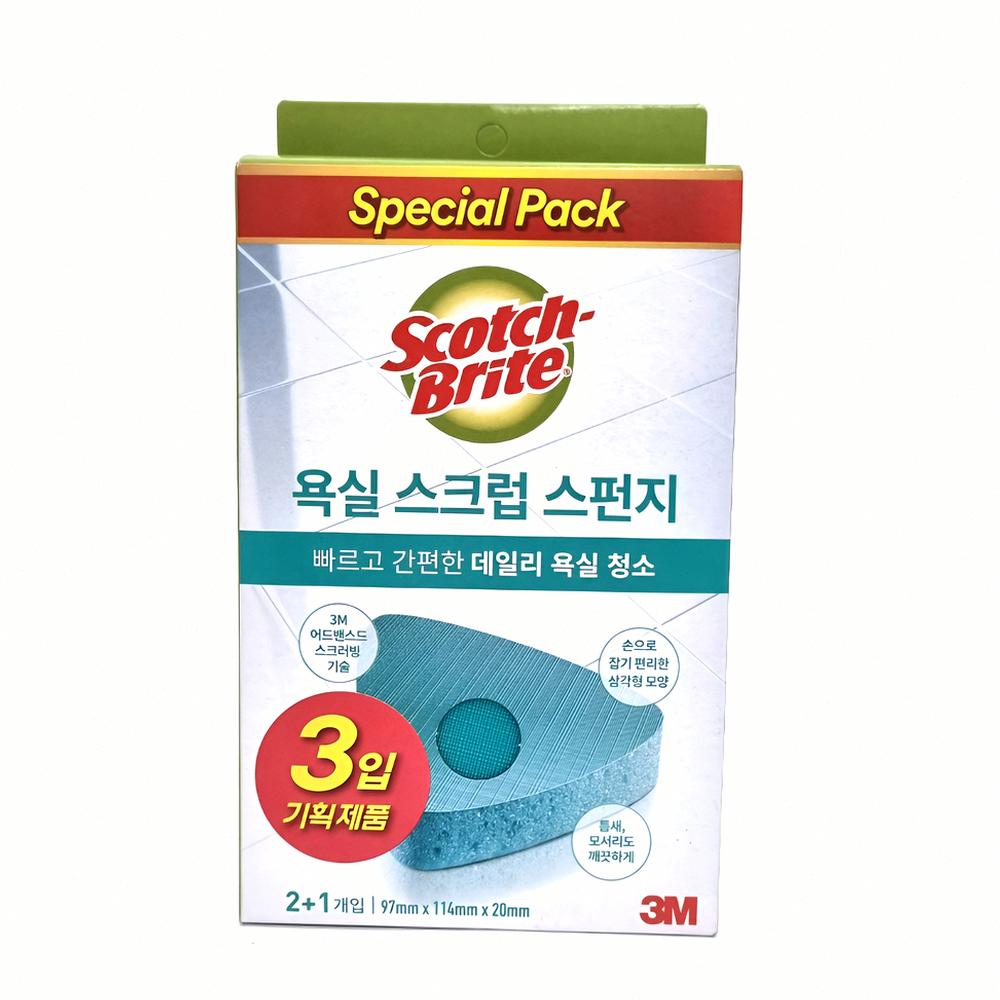 Special Pack
Scotch-
Brite®
욕실 스크럽 스펀지
빠르고 간편한 데일리 욕실 청소
3M
어드밴스드
스크러빙
기술
손으로
잡기 편리한
삼각형 모양
3입
기획제품
틈새,
모서리도
깨끗하게
2+1개입 | 97mm x 114mm x 20mm
3M